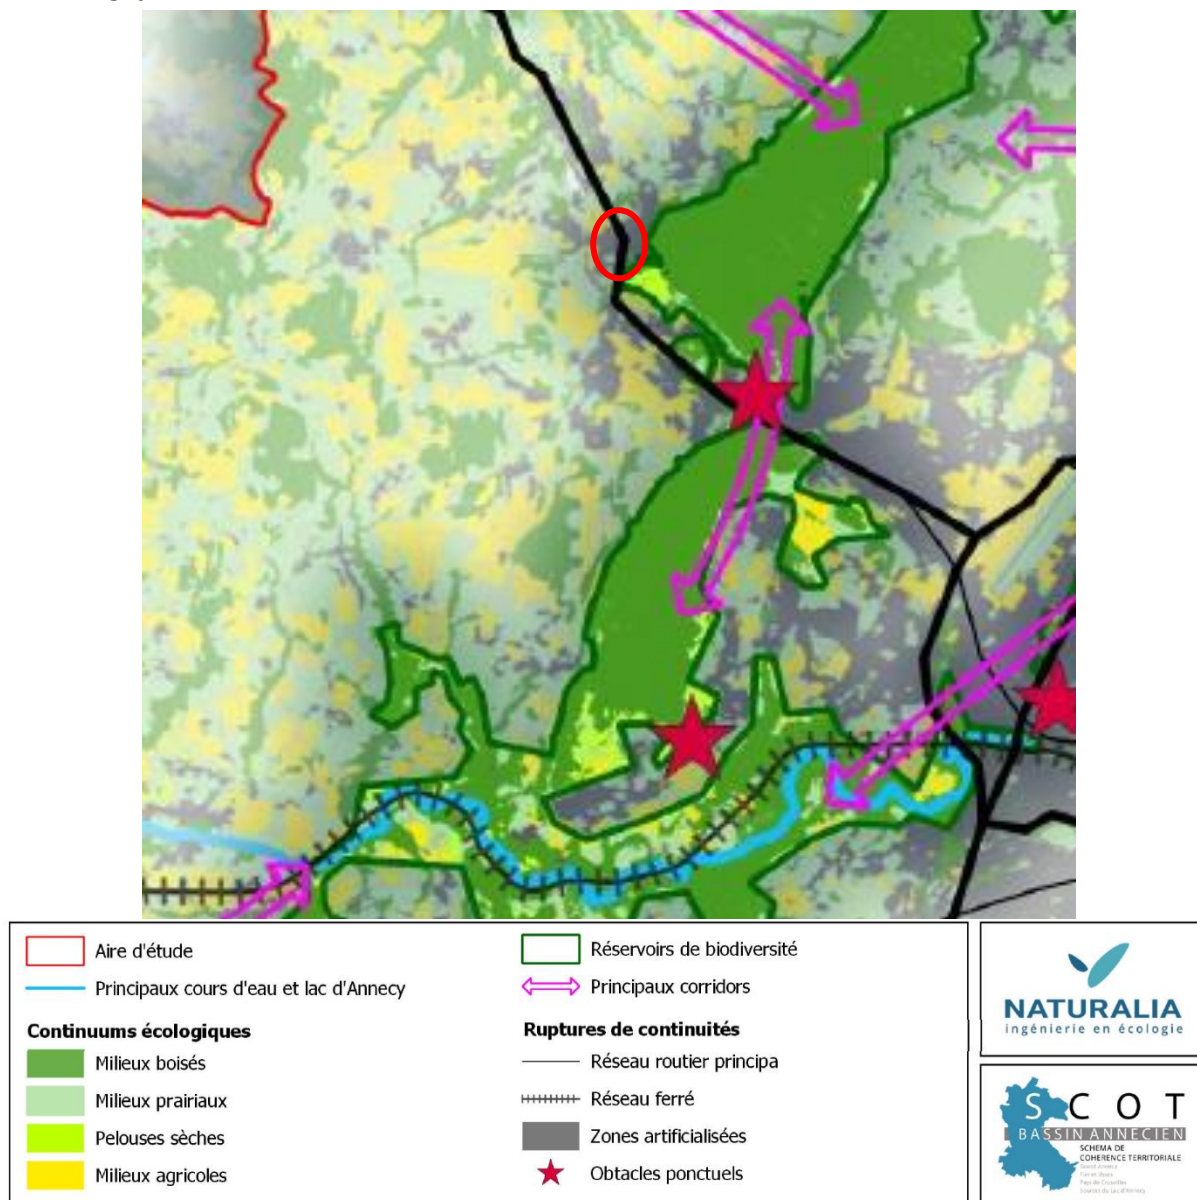 Aire d'étude
Principaux cours d'eau et lac d'Annecy
Continuums écologiques
Milieux boisés
Milieux prairiaux
Pelouses sèches
Milieux agricoles
Réservoirs de biodiversité
Principaux corridors
Ruptures de continuités
Réseau routier principa
Réseau ferré
Zones artificialisées
Obstacles ponctuels
NATURALIA
ingénierie en écologie
SCOT
BASSIN ANNECIEN
SCHEMA DE
COHERENCE TERRITORIALE